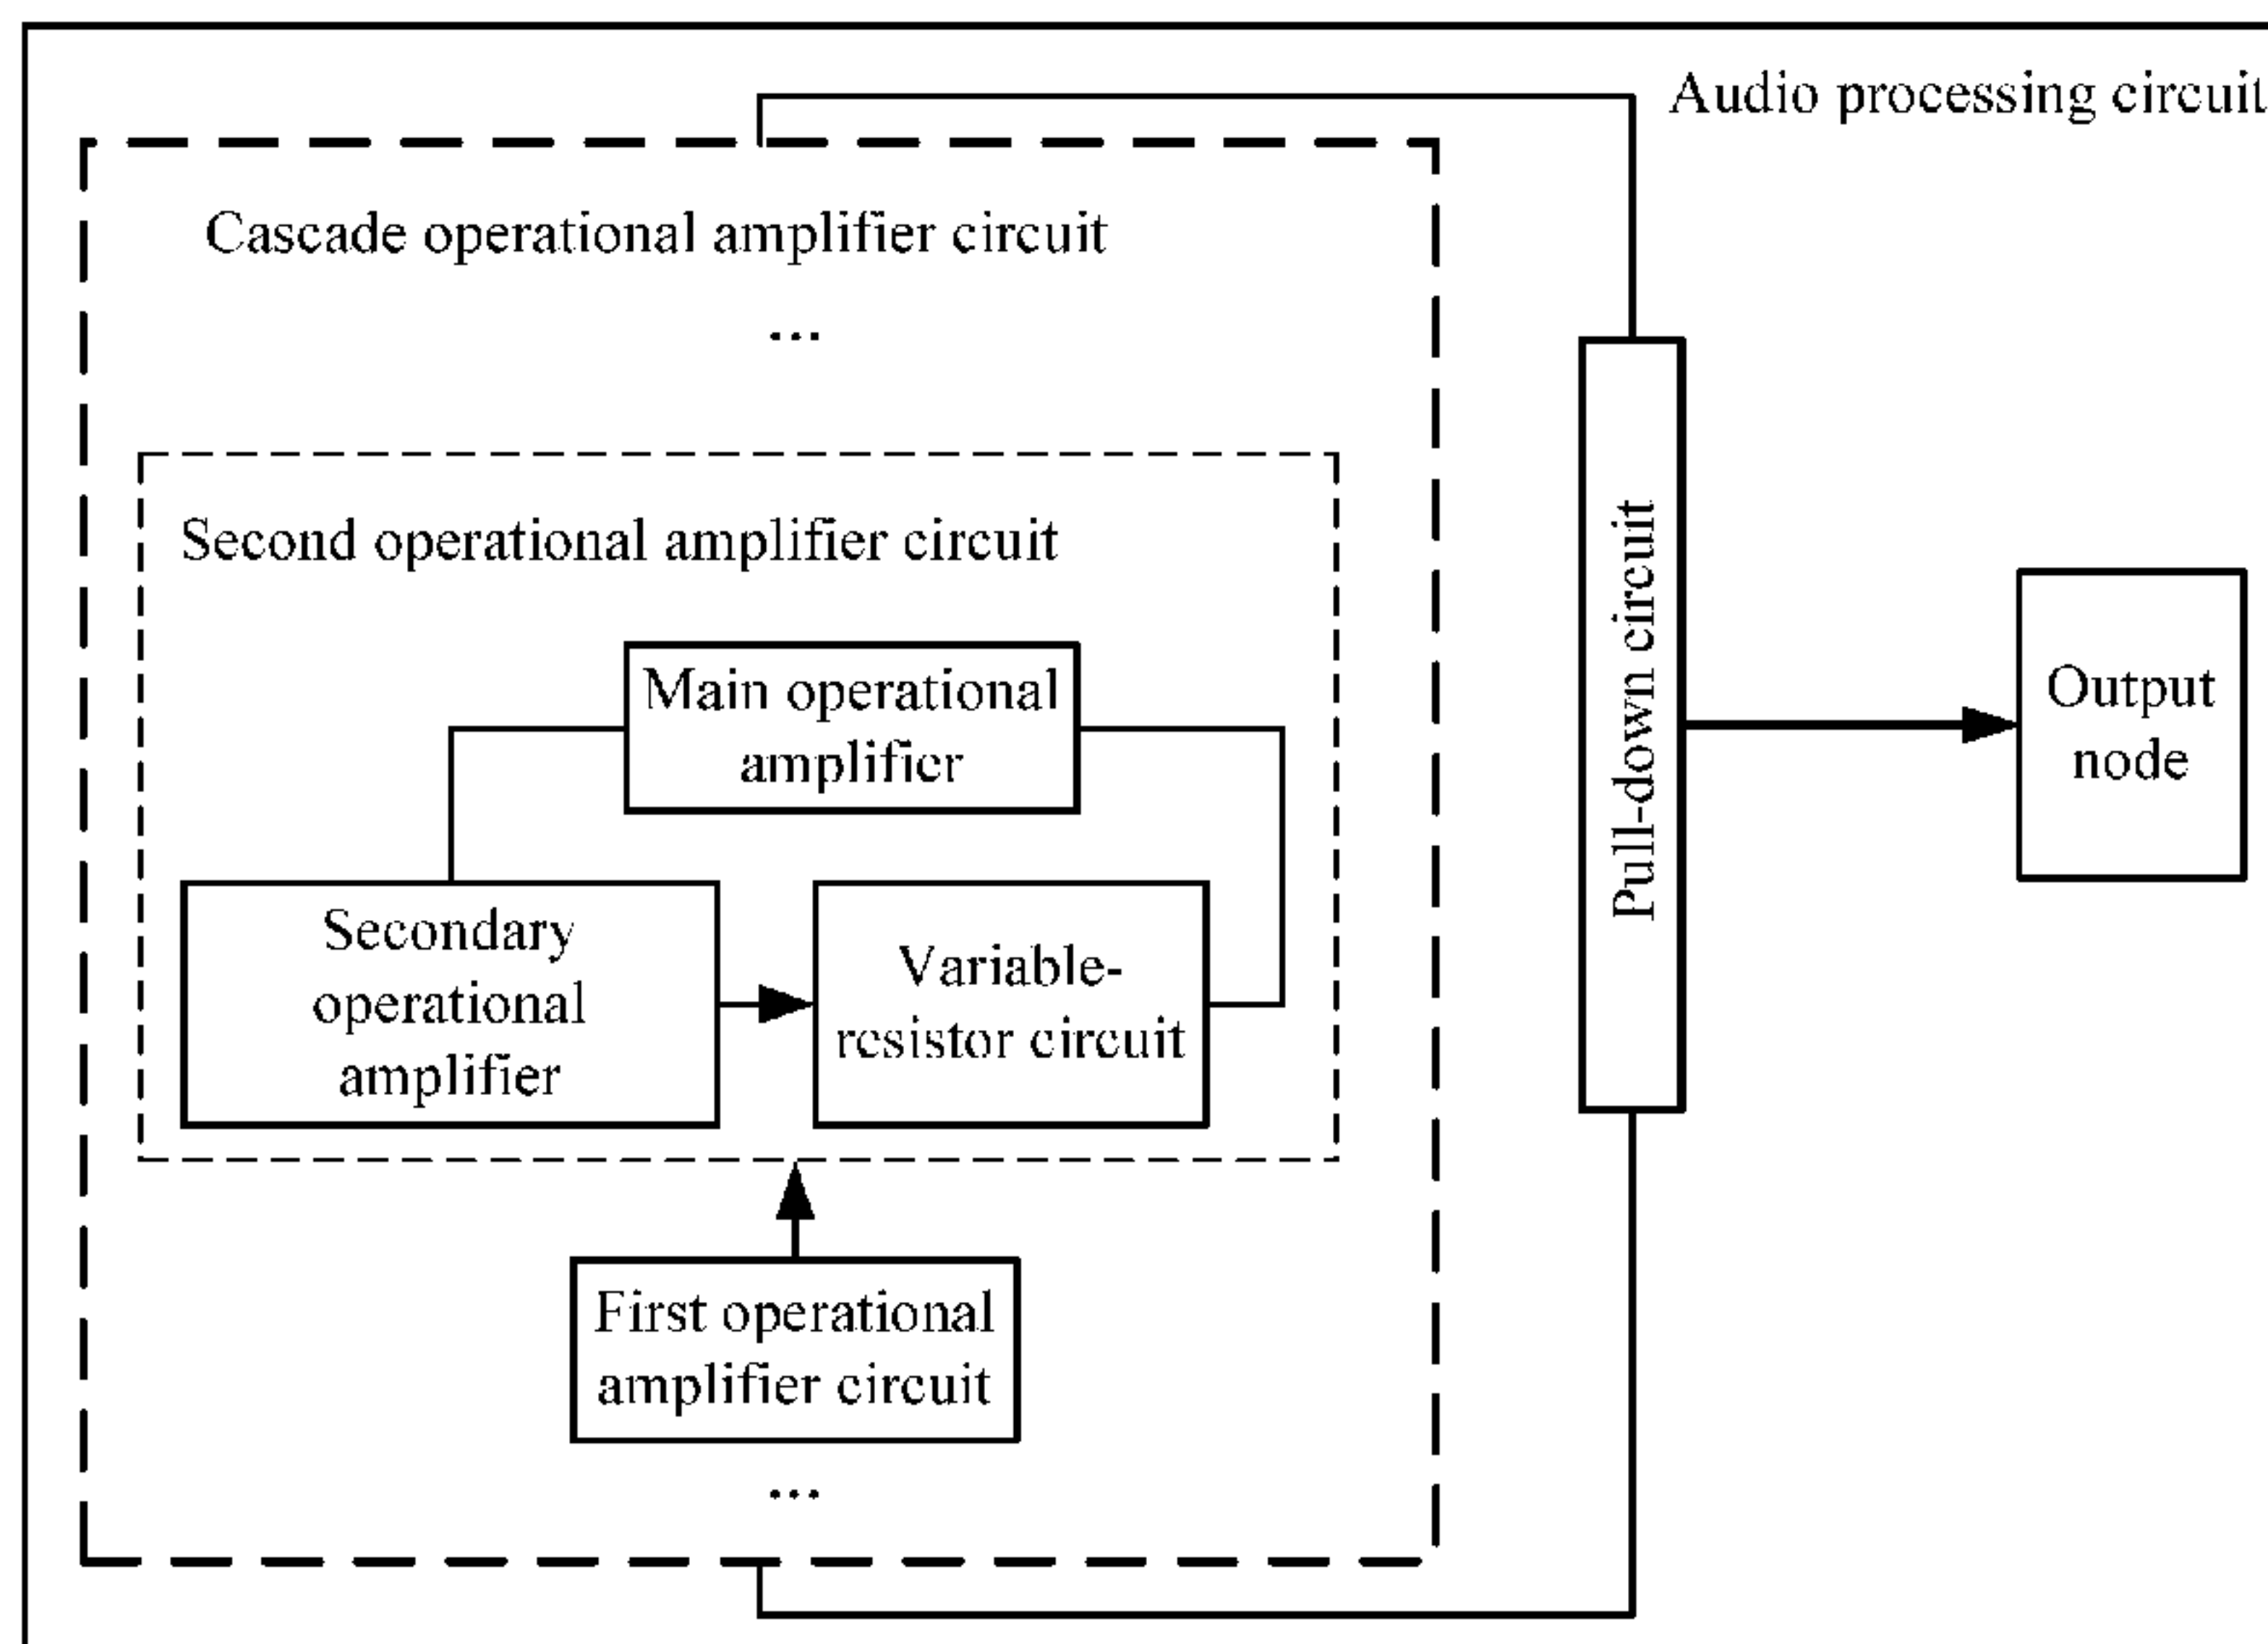 Audio processing circuit
Cascade operational amplifier circuit
...
Second operational amplifier circuit
Main operational
amplifier
Secondary
operational
amplifier
Variable-
resistor circuit
First operational
amplifier circuit
...
Pull-down circuit
Output
node